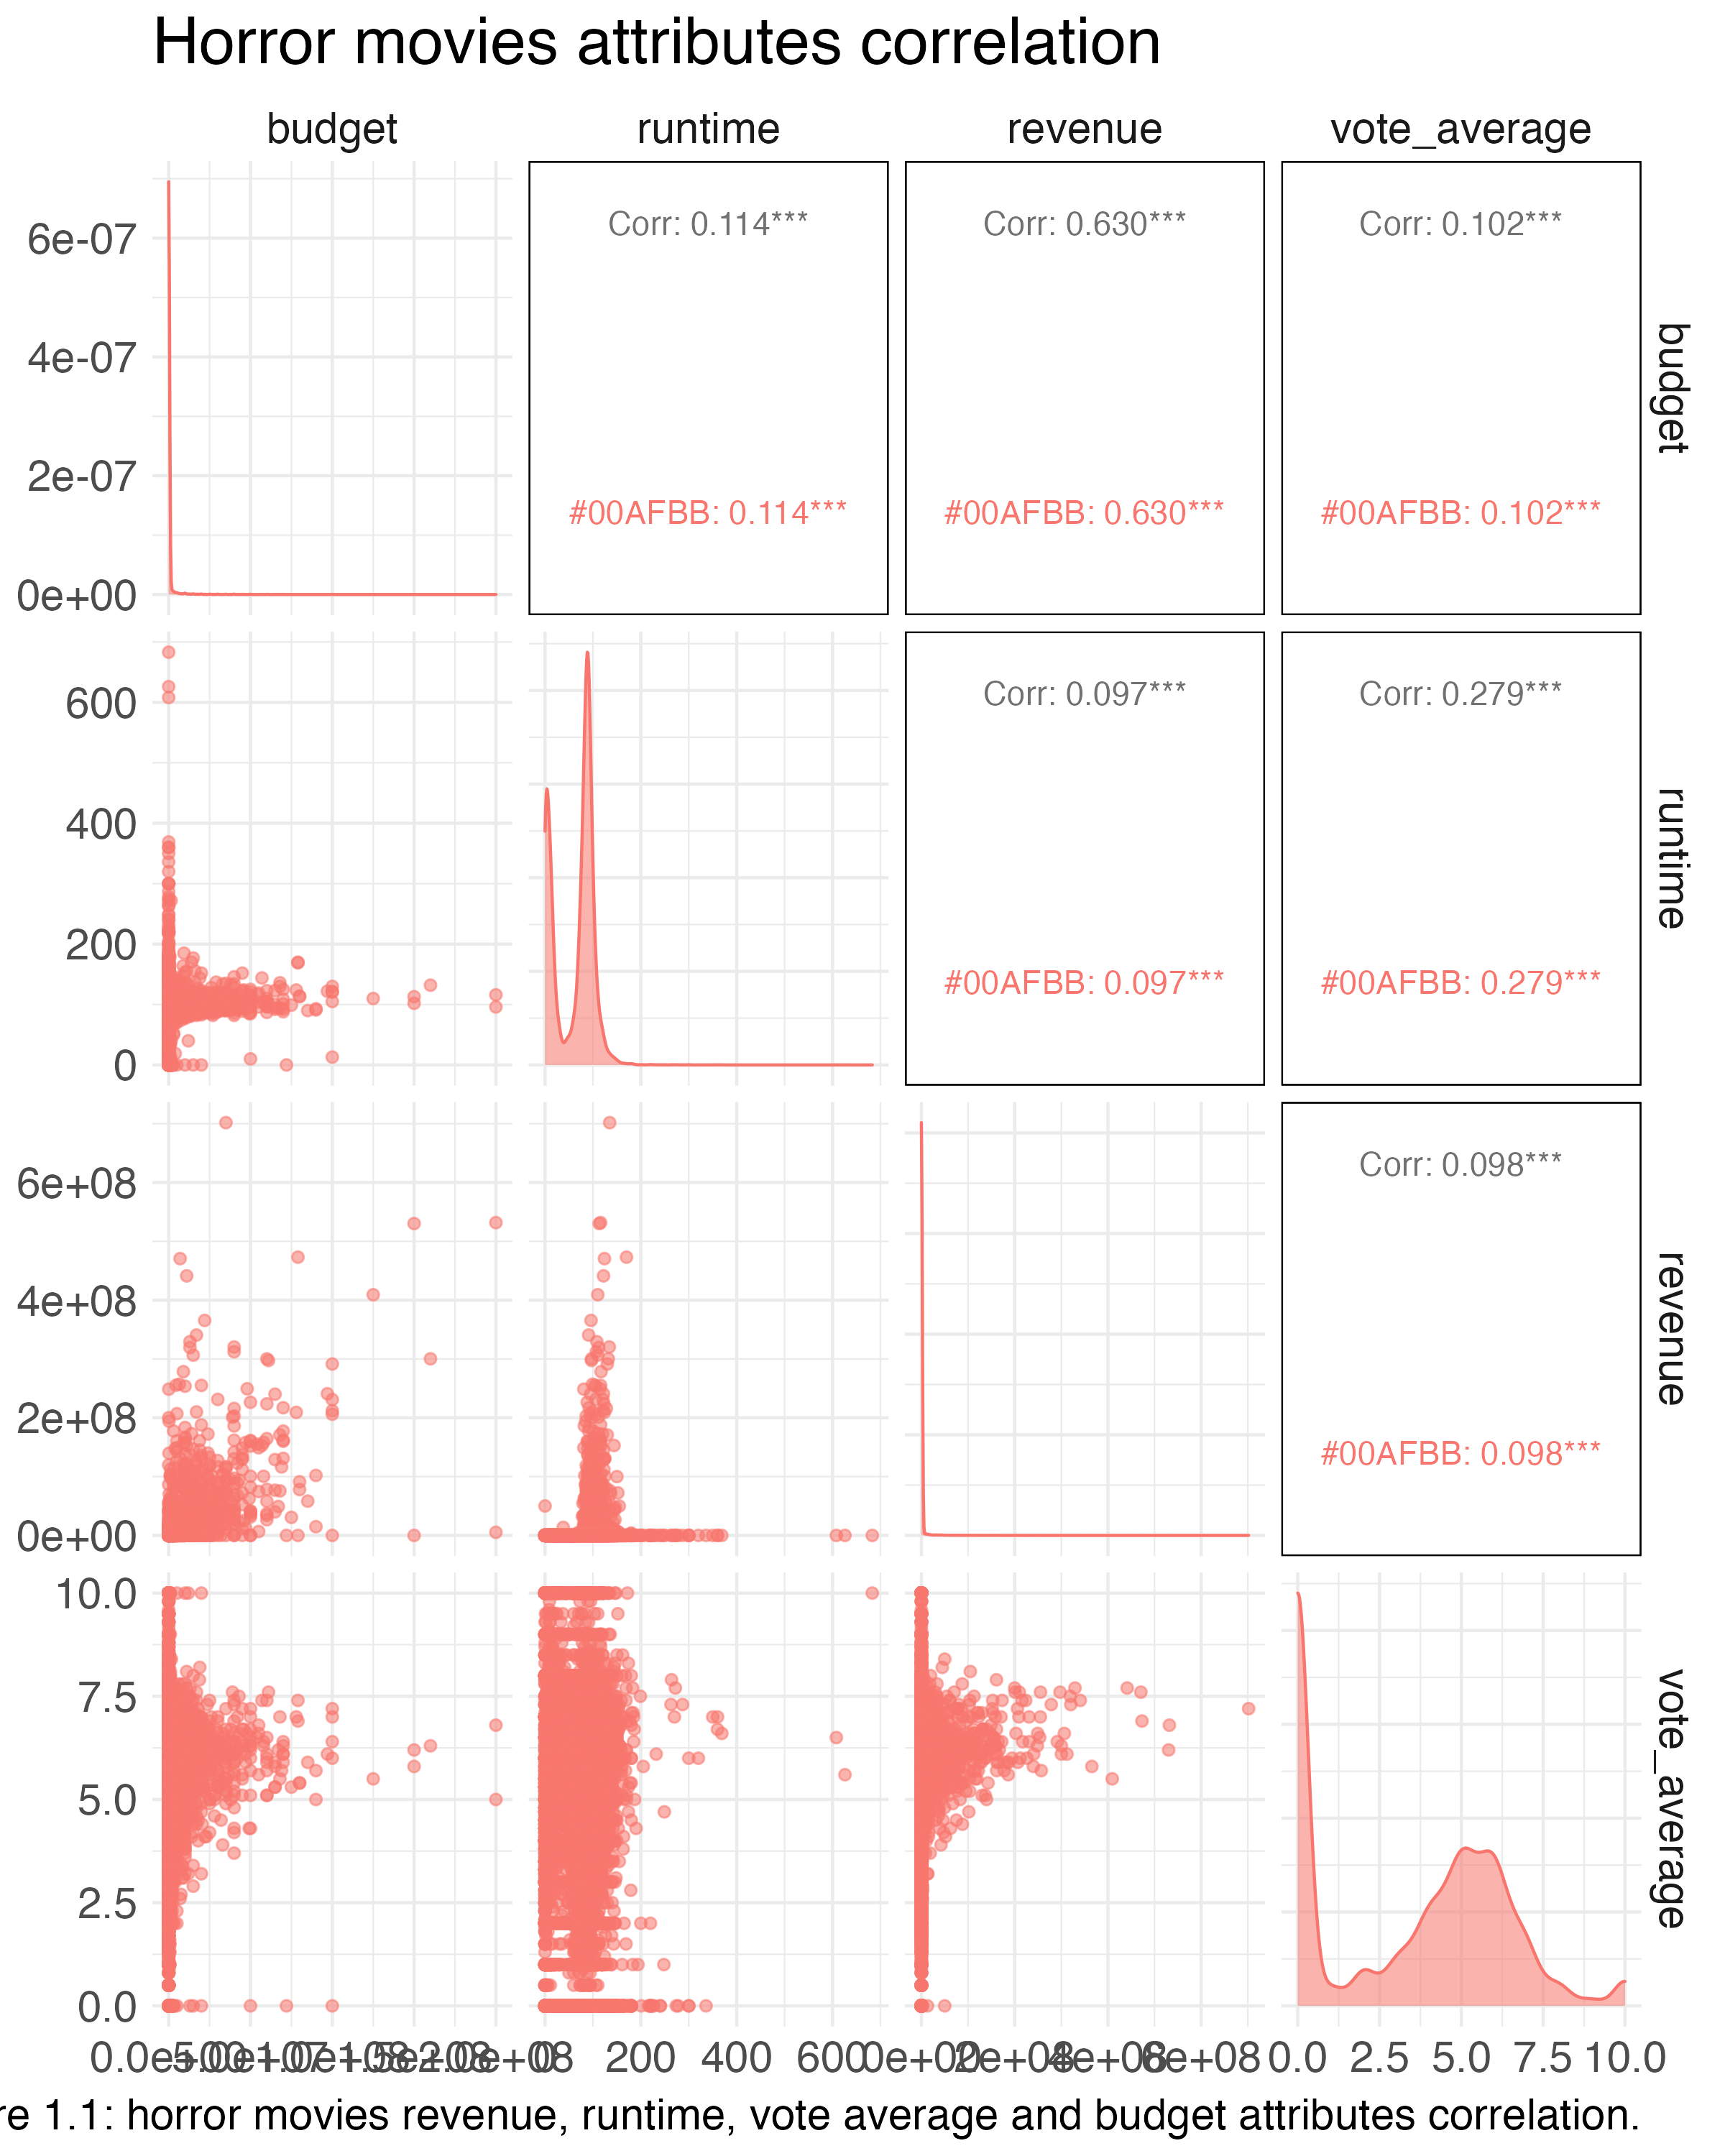 Horror movies attributes correlation
budget runtime revenue vote_average
Corr: 0.114*** Corr: 0.630*** Corr: 0.102***
#00AFBB: 0.114*** #00AFBB: 0.630*** #00AFBB: 0.102***
6e-07
4e-07
2e-07
0e+00
budget
Corr: 0.097*** Corr: 0.279***
#00AFBB: 0.097*** #00AFBB: 0.279***
600
400
200
0
runtime
Corr: 0.098***
#00AFBB: 0.098***
6e+08
4e+08
2e+08
0e+00
revenue
10.0
7.5
5.0
2.5
0.0
vote_average
0.0e+00 5.0e+07 1.0e+08 1.5e+08 2.0e+08 0 200 400 600 0e+00 2e+08 4e+08 6e+08 0.0 2.5 5.0 7.5 10.0
re 1.1: horror movies revenue, runtime, vote average and budget attributes correlation.